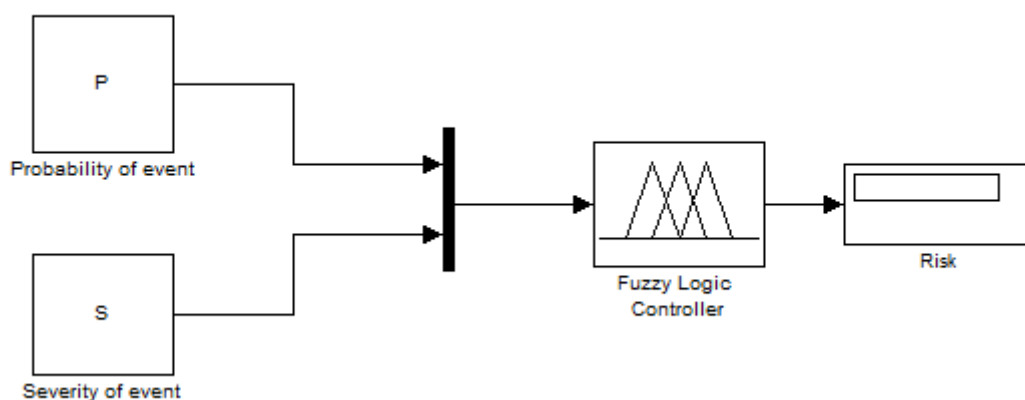 P
Probability of event
S
Severity of event
Fuzzy Logic
Controller
Risk